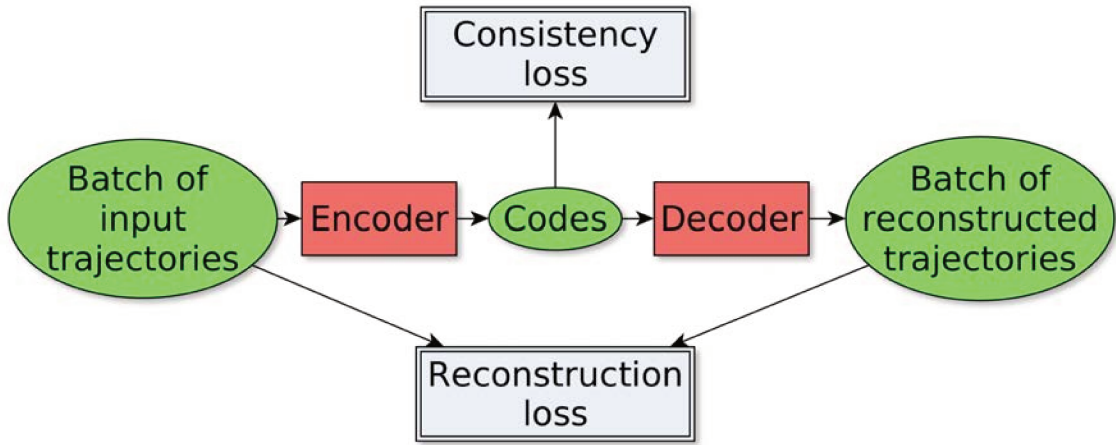 Consistency
loss
Batch of
input
trajectories
Encoder
Codes
Decoder
Batch of
reconstructed
trajectories
Reconstruction
loss